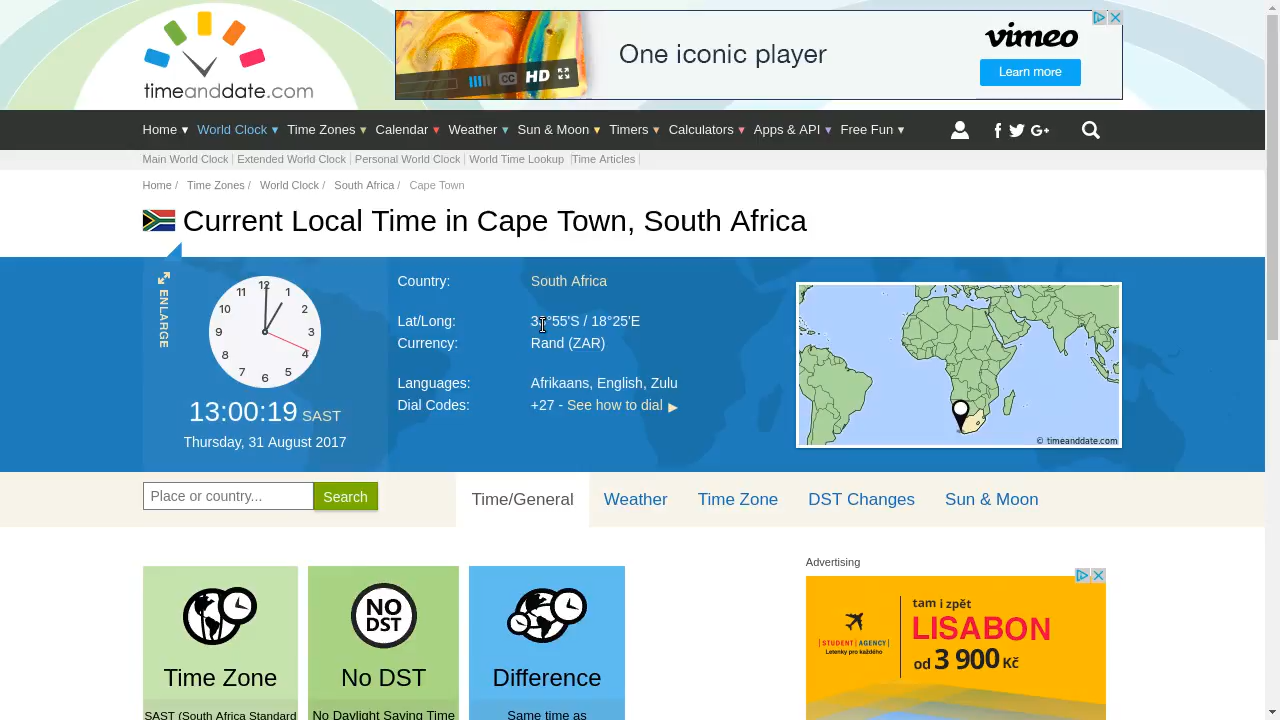 timeanddate.com
CC HD
One iconic player
vimeo
Learn more
Home ▼ World Clock ▼ Time Zones ▼ Calendar ▼ Weather ▼ Sun & Moon ▼ Timers ▼ Calculators ▼ Apps & API ▼ Free Fun ▼
Main World Clock Extended World Clock Personal World Clock World Time Lookup Time Articles
Home / Time Zones / World Clock / South Africa / Cape Town
Current Local Time in Cape Town, South Africa
ENLARGE
12 1 2 3 4 5 6 7 8 9 10 11
13:00:19 SAST
Thursday, 31 August 2017
Country: South Africa
Lat/Long: °55'S / 18°25'E
Currency: Rand (ZAR)
Languages: Afrikaans, English, Zulu
Dial Codes: +27 - See how to dial ▶
© timeanddate.com
Place or country...
Search
Time/General Weather Time Zone DST Changes Sun & Moon
Time Zone
SAST (South Africa Standard
NO DST
No DST
No Daylight Saving Time
Difference
Same time as
Advertising
STUDENT AGENCY
Letenky pro každého
tam i zpět
LISABON
od 3 900 Kč